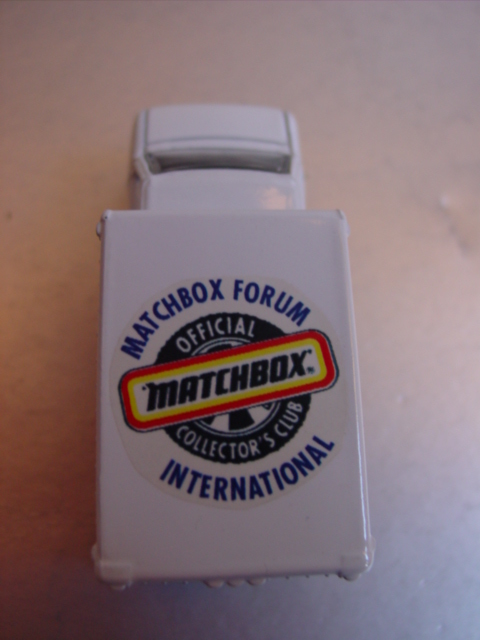 MATCHBOX FORUM
OFFICIAL
"MATCHBOX"®
COLLECTOR'S CLUB
INTERNATIONAL